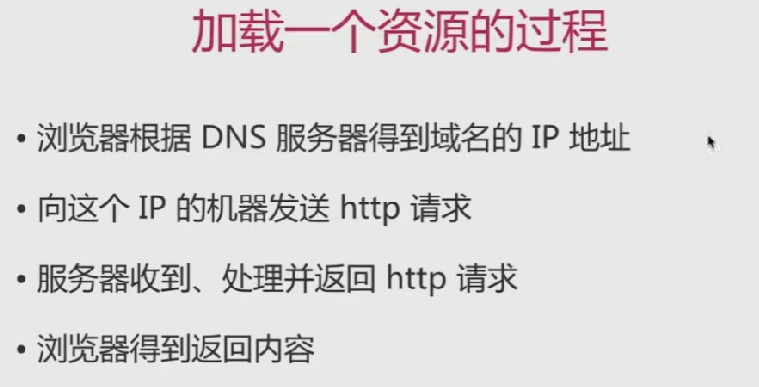 加载一个资源的过程
• 浏览器根据 DNS 服务器得到域名的 IP 地址
• 向这个 IP 的机器发送 http 请求
• 服务器收到、处理并返回 http 请求
• 浏览器得到返回内容